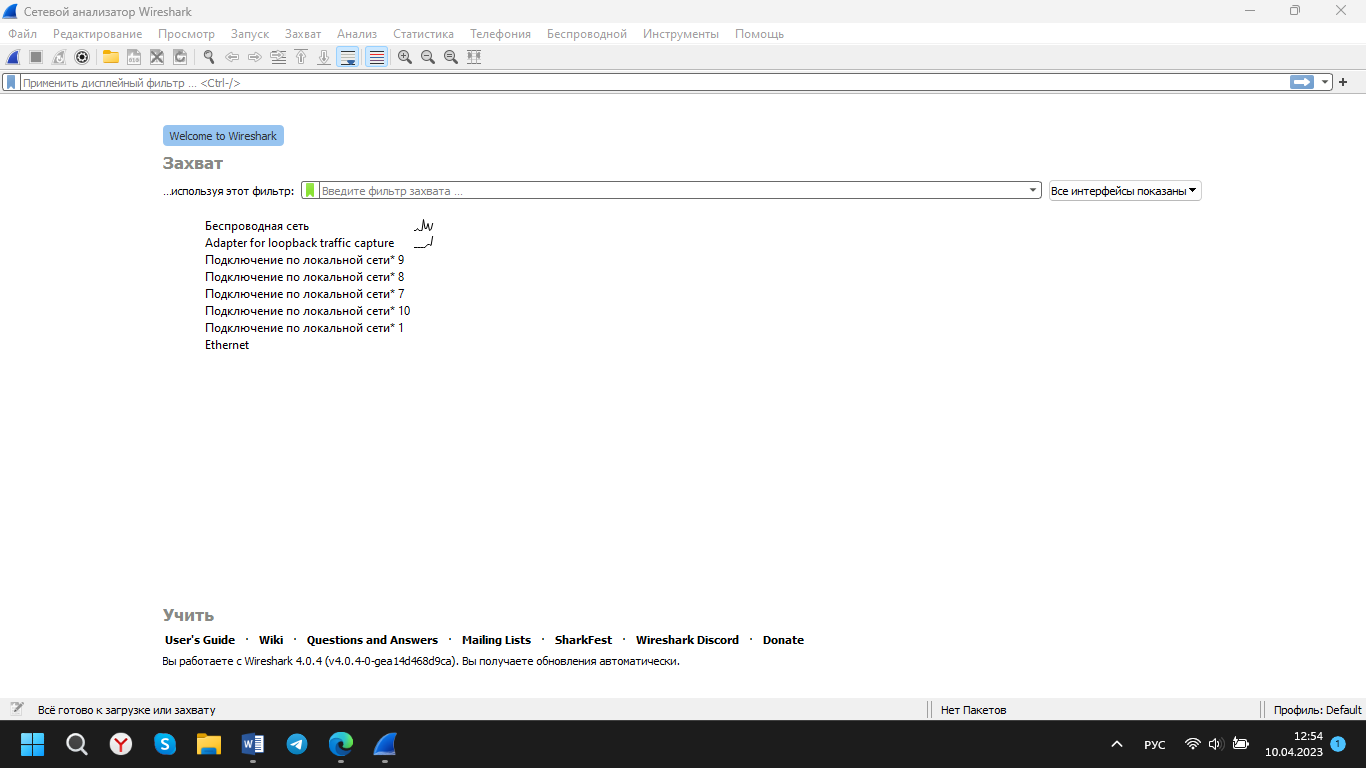 Сетевой анализатор Wireshark
Файл Редактирование Просмотр Запуск Захват Анализ Статистика Телефония Беспроводной Инструменты Помощь
Применить дисплейный фильтр ... <Ctrl-/>
Welcome to Wireshark
Захват
...используя этот фильтр: Введите фильтр захвата ... Все интерфейсы показаны
Беспроводная сеть
Adapter for loopback traffic capture
Подключение по локальной сети* 9
Подключение по локальной сети* 8
Подключение по локальной сети* 7
Подключение по локальной сети* 10
Подключение по локальной сети* 1
Ethernet
Учить
User's Guide · Wiki · Questions and Answers · Mailing Lists · SharkFest · Wireshark Discord · Donate
Вы работаете с Wireshark 4.0.4 (v4.0.4-0-gea14d468d9ca). Вы получаете обновления автоматически.
Всё готово к загрузке или захвату Нет Пакетов Профиль: Default
РУС 12:54 1
10.04.2023